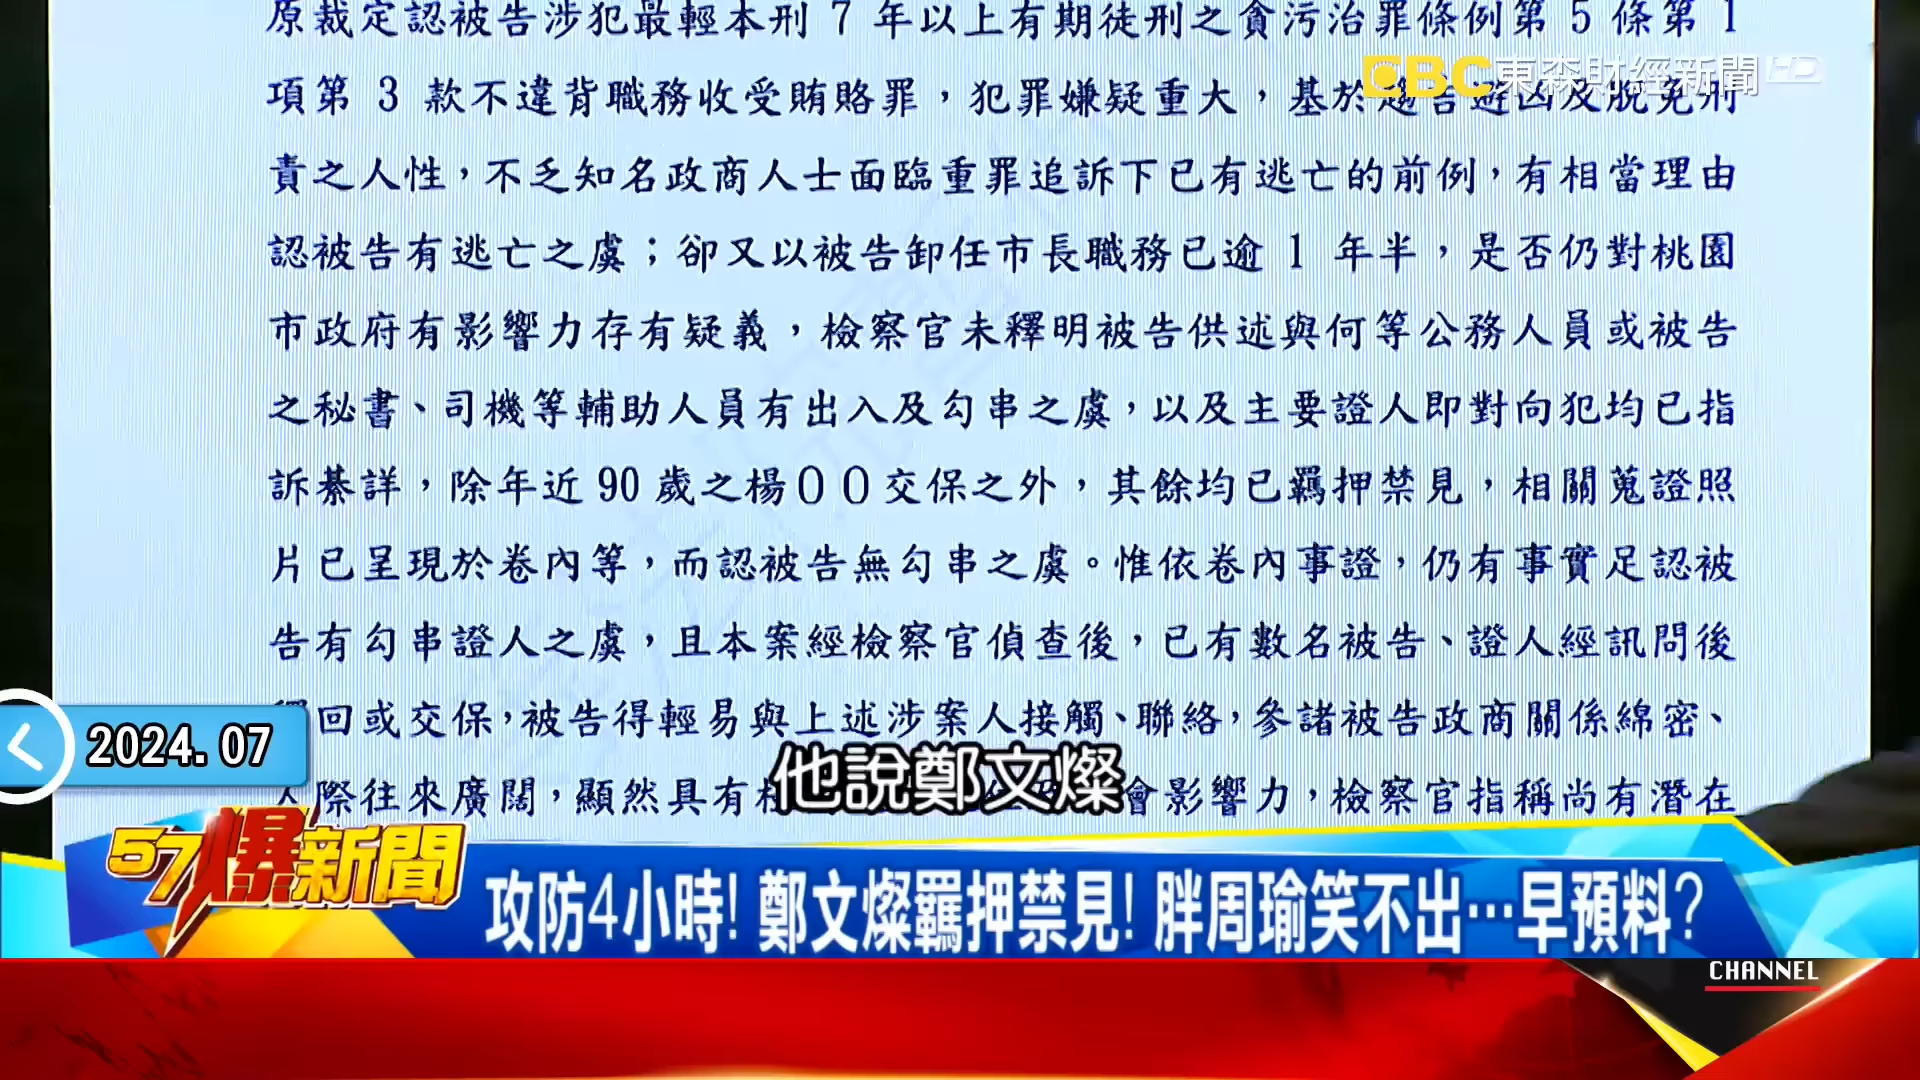 原裁定認被告涉犯最輕本刑 7 年以上有期徒刑之貪污治罪條例第 5 條第 1
EBC 東森財經新聞 HD
項第 3 款不違背職務收受賄賂罪，犯罪嫌疑重大，基於趨吉避凶及脫免刑
責之人性，不乏知名政商人士面臨重罪追訴下已有逃亡的前例，有相當理由
認被告有逃亡之虞；卻又以被告卸任市長職務已逾 1 年半，是否仍對桃園
市政府有影響力存有疑義，檢察官未釋明被告供述與何等公務人員或被告
之秘書、司機等輔助人員有出入及勾串之虞，以及主要證人即對向犯均已指
訴綦詳，除年近 90 歲之楊ＯＯ交保之外，其餘均已羈押禁見，相關蒐證照
片已呈現於卷內等，而認被告無勾串之虞。惟依卷內事證，仍有事實足認被
告有勾串證人之虞，且本案經檢察官偵查後，已有數名被告、證人經訊問後
回或交保，被告得輕易與上述涉案人接觸、聯絡，參諸被告政商關係綿密、
2024.07
際往來廣闊，顯然具有 會影響力，檢察官指稱尚有潛在
他說鄭文燦
57爆新聞
攻防4小時! 鄭文燦羈押禁見! 胖周瑜笑不出…早預料?
CHANNEL